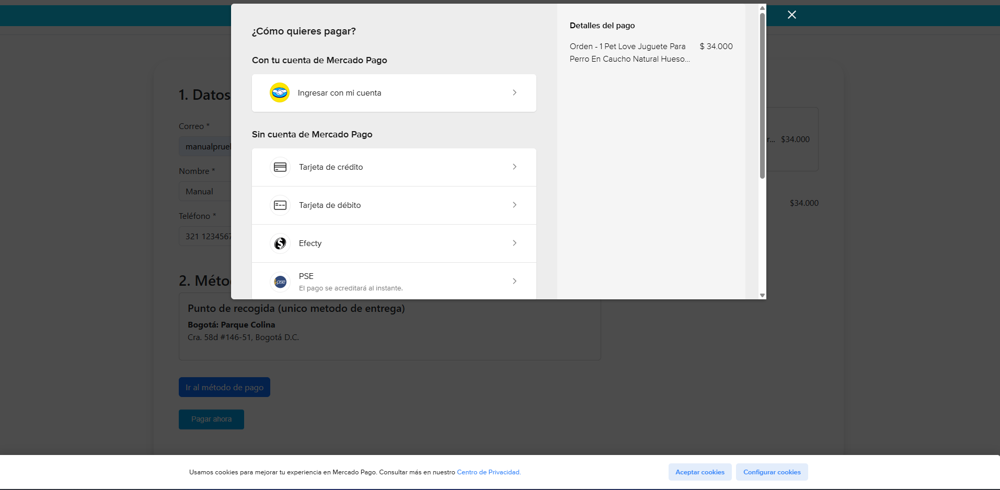 ¿Cómo quieres pagar?
Con tu cuenta de Mercado Pago
Ingresar con mi cuenta
Sin cuenta de Mercado Pago
Tarjeta de crédito
Tarjeta de débito
Efecty
PSE
El pago se acreditará al instante.
Detalles del pago
Orden - 1 Pet Love Juguete Para $ 34.000
Perro En Caucho Natural Hueso...
1. Datos
Correo *
manualpruel
Nombre *
Manual
Teléfono *
321 1234567
r... $34.000
$34.000
2. Méto
Punto de recogida (unico metodo de entrega)
Bogotá: Parque Colina
Cra. 58d #146-51, Bogotá D.C.
Ir al método de pago
Pagar ahora
Usamos cookies para mejorar tu experiencia en Mercado Pago. Consultar más en nuestro Centro de Privacidad.
Aceptar cookies
Configurar cookies